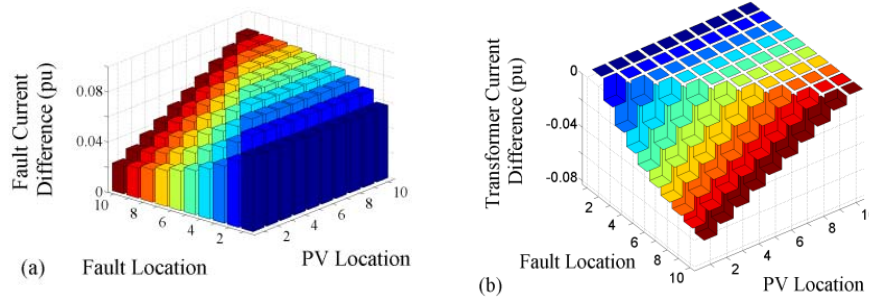 Fault Current
Difference (pu)
0.08
0.04
0
10
8
6
4
2
2
4
6
8
10
(a)
Fault Location
PV Location
Transformer Current
Difference (pu)
0
-0.04
-0.08
2
4
6
8
10
2
4
6
8
(b)
Fault Location
PV Location